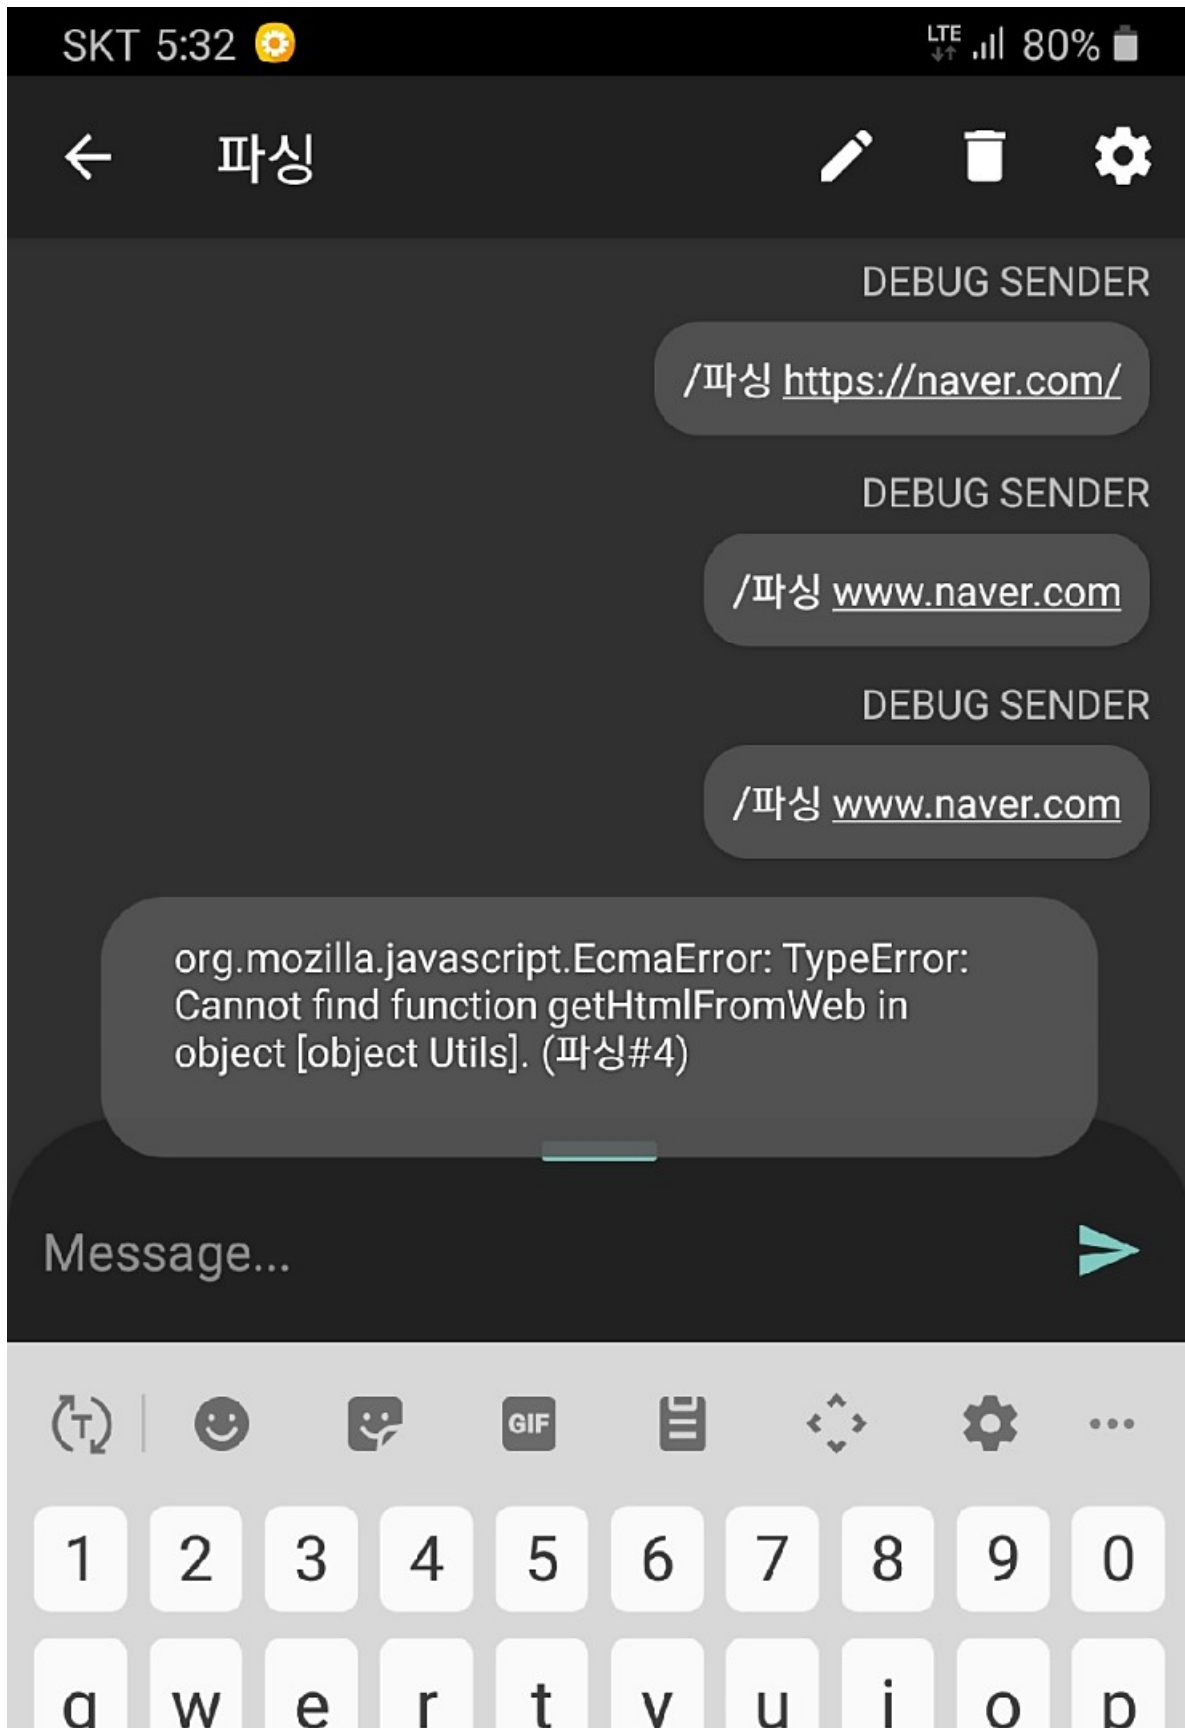 SKT 5:32
LTE 80%
파싱
DEBUG SENDER
/파싱 https://naver.com/
DEBUG SENDER
/파싱 www.naver.com
DEBUG SENDER
/파싱 www.naver.com
org.mozilla.javascript.EcmaError: TypeError:
Cannot find function getHtmlFromWeb in
object [object Utils]. (파싱#4)
Message...
T GIF
1 2 3 4 5 6 7 8 9 0
q w e r t y u i o p